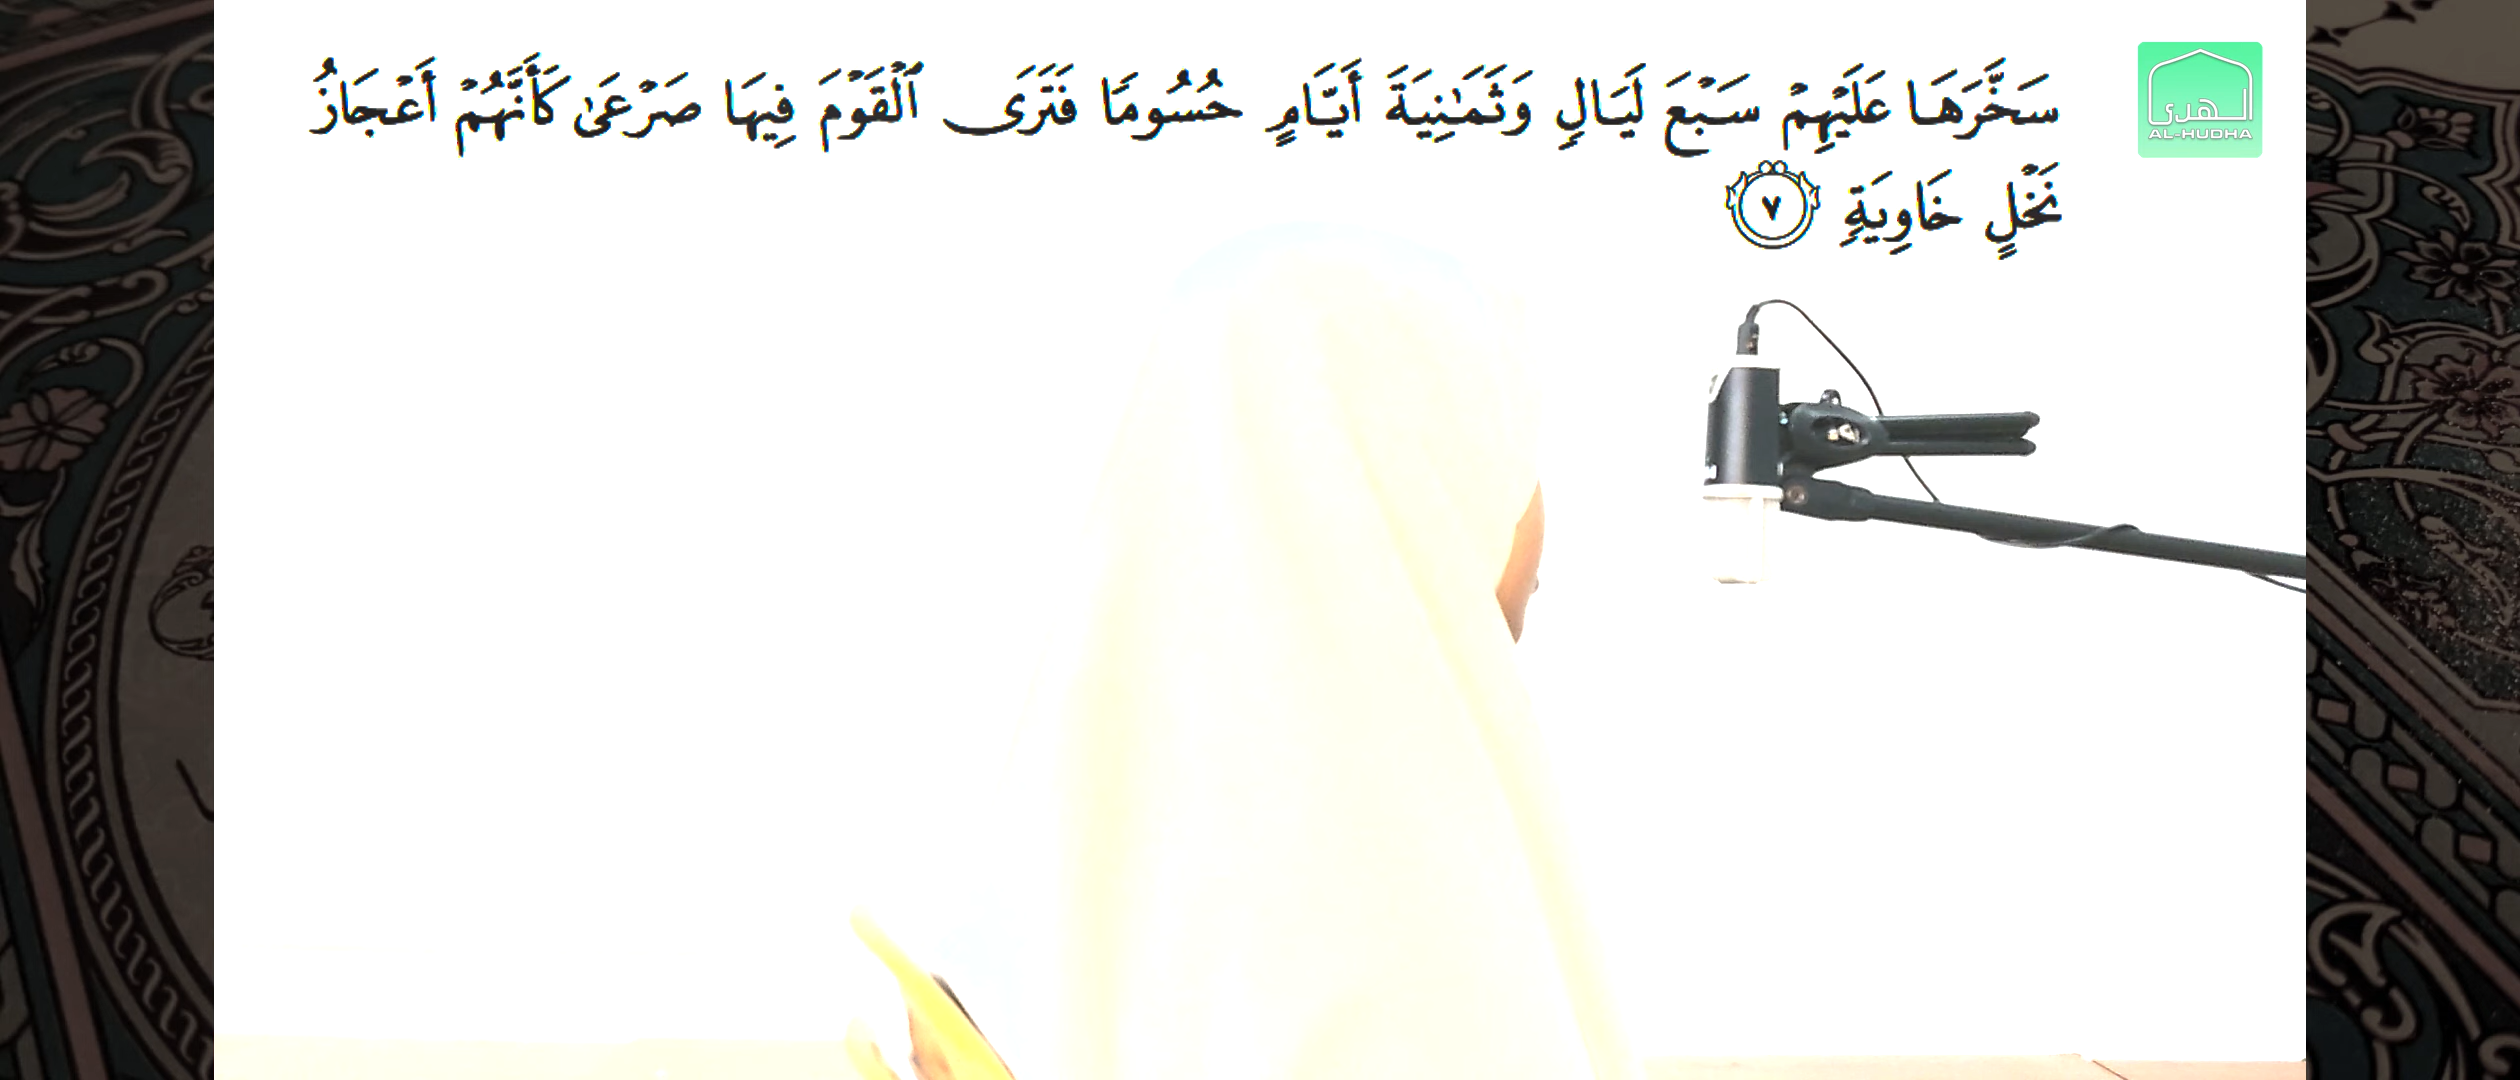 سَخَّرَهَا عَلَيۡهِمۡ سَبۡعَ لَيَالٖ وَثَمَٰنِيَةَ أَيَّامٍ حُسُومٗاۖ فَتَرَى ٱلۡقَوۡمَ فِيهَا صَرۡعَىٰ كَأَنَّهُمۡ أَعۡجَازُ
نَخۡلٍ خَاوِيَةٖ ٧
الهدى
AL-HUDHA